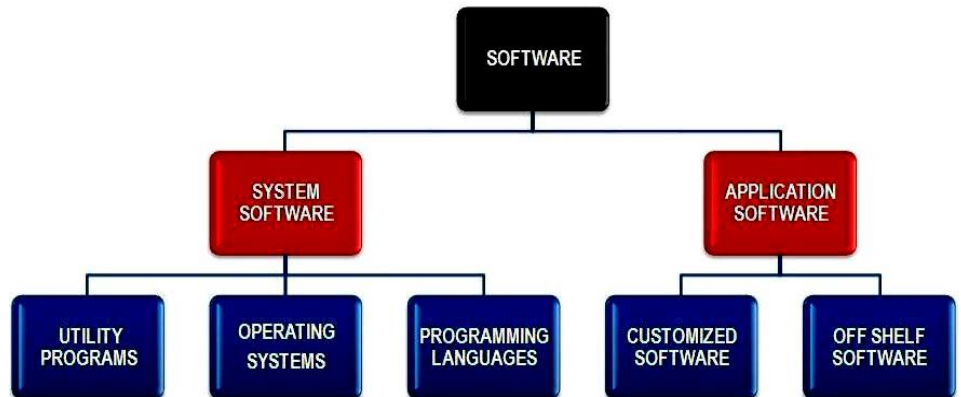 SOFTWARE
SYSTEM
SOFTWARE
APPLICATION
SOFTWARE
UTILITY
PROGRAMS
OPERATING
SYSTEMS
PROGRAMMING
LANGUAGES
CUSTOMIZED
SOFTWARE
OFF SHELF
SOFTWARE